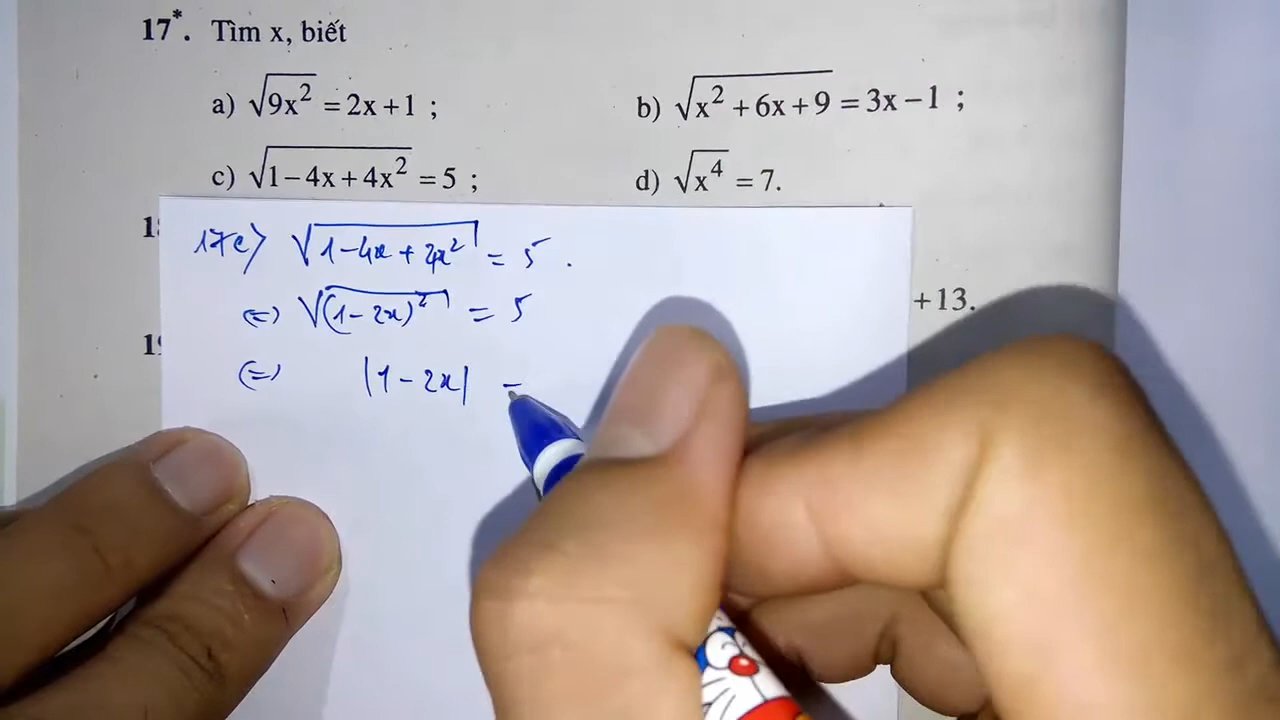 17*. Tìm x, biết
a) √9x² = 2x+1 ;
b) √x² + 6x + 9 = 3x − 1 ;
c) √1 − 4x + 4x² = 5 ;
d) √x⁴ = 7.
17c) √1 − 4x + 4x² = 5 .
(=) √(1 − 2x)² = 5
+13.
(=) |1 − 2x| =